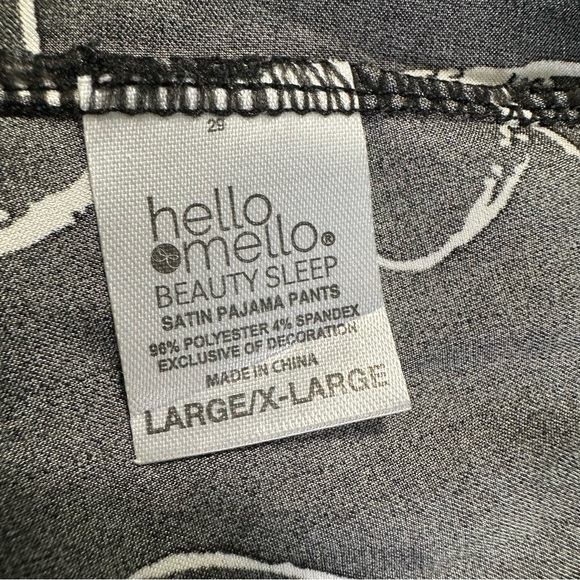 29
hello
mello®
BEAUTY SLEEP
SATIN PAJAMA PANTS
96% POLYESTER 4% SPANDEX
EXCLUSIVE OF DECORATION
MADE IN CHINA
LARGE/X-LARGE